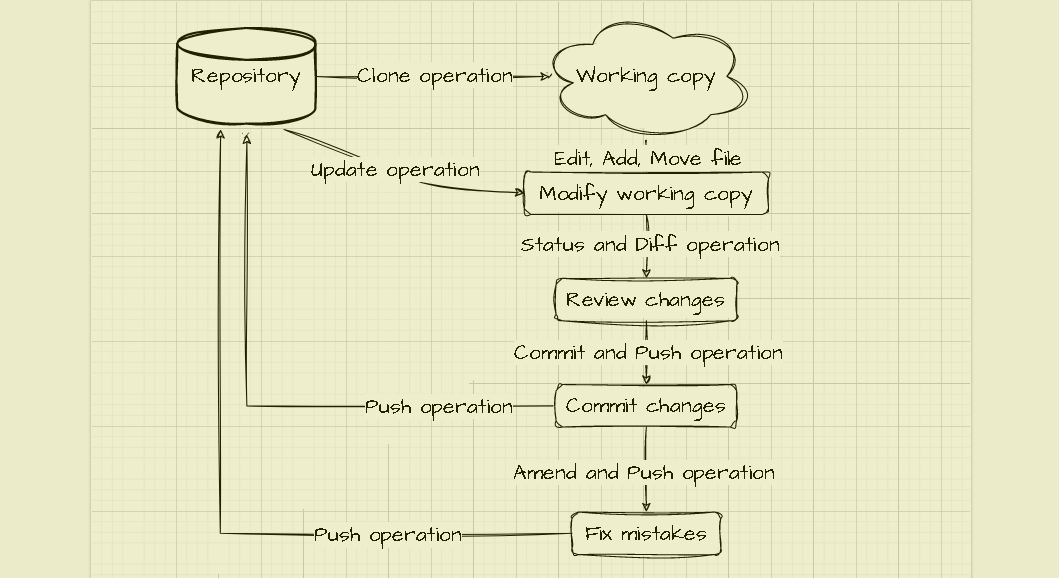 Repository
Clone operation
Working copy
Edit, Add, Move file
Update operation
Modify working copy
Status and Diff operation
Review changes
Commit and Push operation
Push operation
Commit changes
Amend and Push operation
Push operation
Fix mistakes